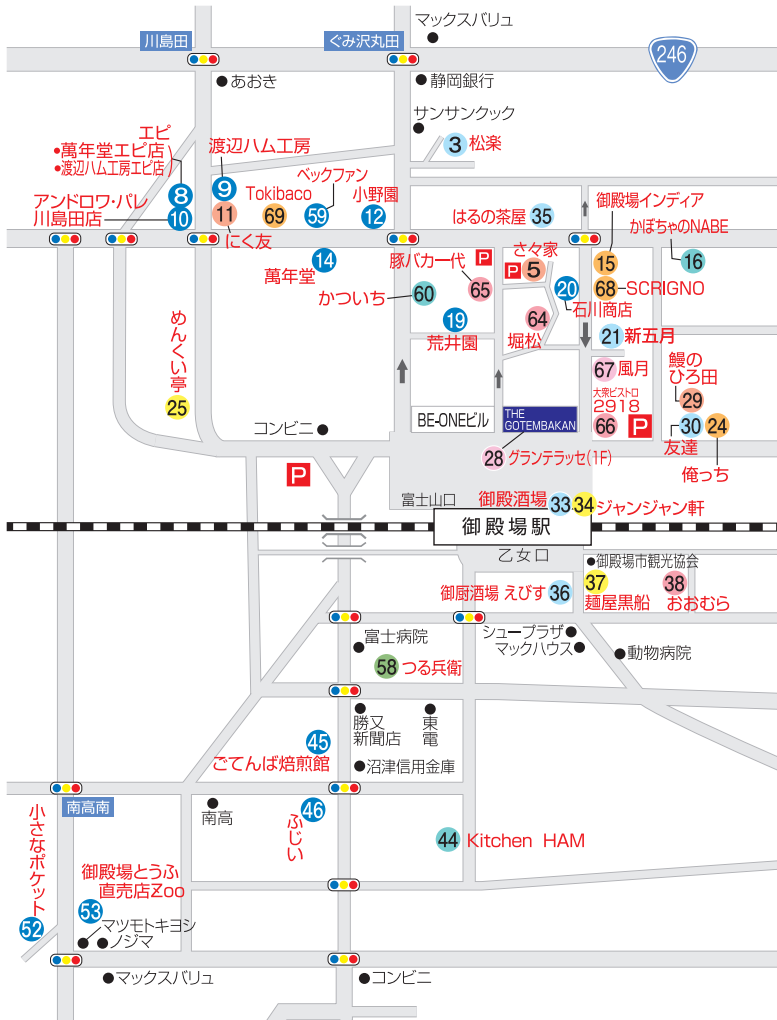 マックスバリュ
川島田
ぐみ沢丸田
246
あおき
静岡銀行
サンサンクック
3 松楽
エピ
萬年堂エピ店
渡辺ハム工房エピ店
8
渡辺ハム工房
9
アンドロワ・パレ
川島田店
10
11
にく友
Tokibaco
69
ベックファン
59
小野園
12
はるの茶屋 35
御殿場インディア
15
かぼちゃのNABE
16
14
萬年堂
豚バカ一代
P
65
かついち 60
さ々家
P 5
20
石川商店
68 SCRIGNO
19
荒井園
64
堀松
21 新五月
めんくい亭
25
67 風月
大衆ビストロ
2918
66
P
鰻の
ひろ田
29
30
友達
24
俺っち
コンビニ
BE-ONEビル
THE
GOTEMBAKAN
28 グランテラッセ(1F)
P
富士山口
御殿酒場 33
34 ジャンジャン軒
御殿場駅
乙女口
御殿場市観光協会
御厨酒場 えびす 36
37
麺屋黒船
38
おおむら
富士病院
シュープラザ
マックハウス
動物病院
58 つる兵衛
勝又
新聞店
東電
45
ごてんば焙煎館
沼津信用金庫
南高南
南高
46
ふじい
44 Kitchen HAM
小さなポケット
52
御殿場とうふ
直売店Zoo
53
マツモトキヨシ
ノジマ
マックスバリュ
コンビニ